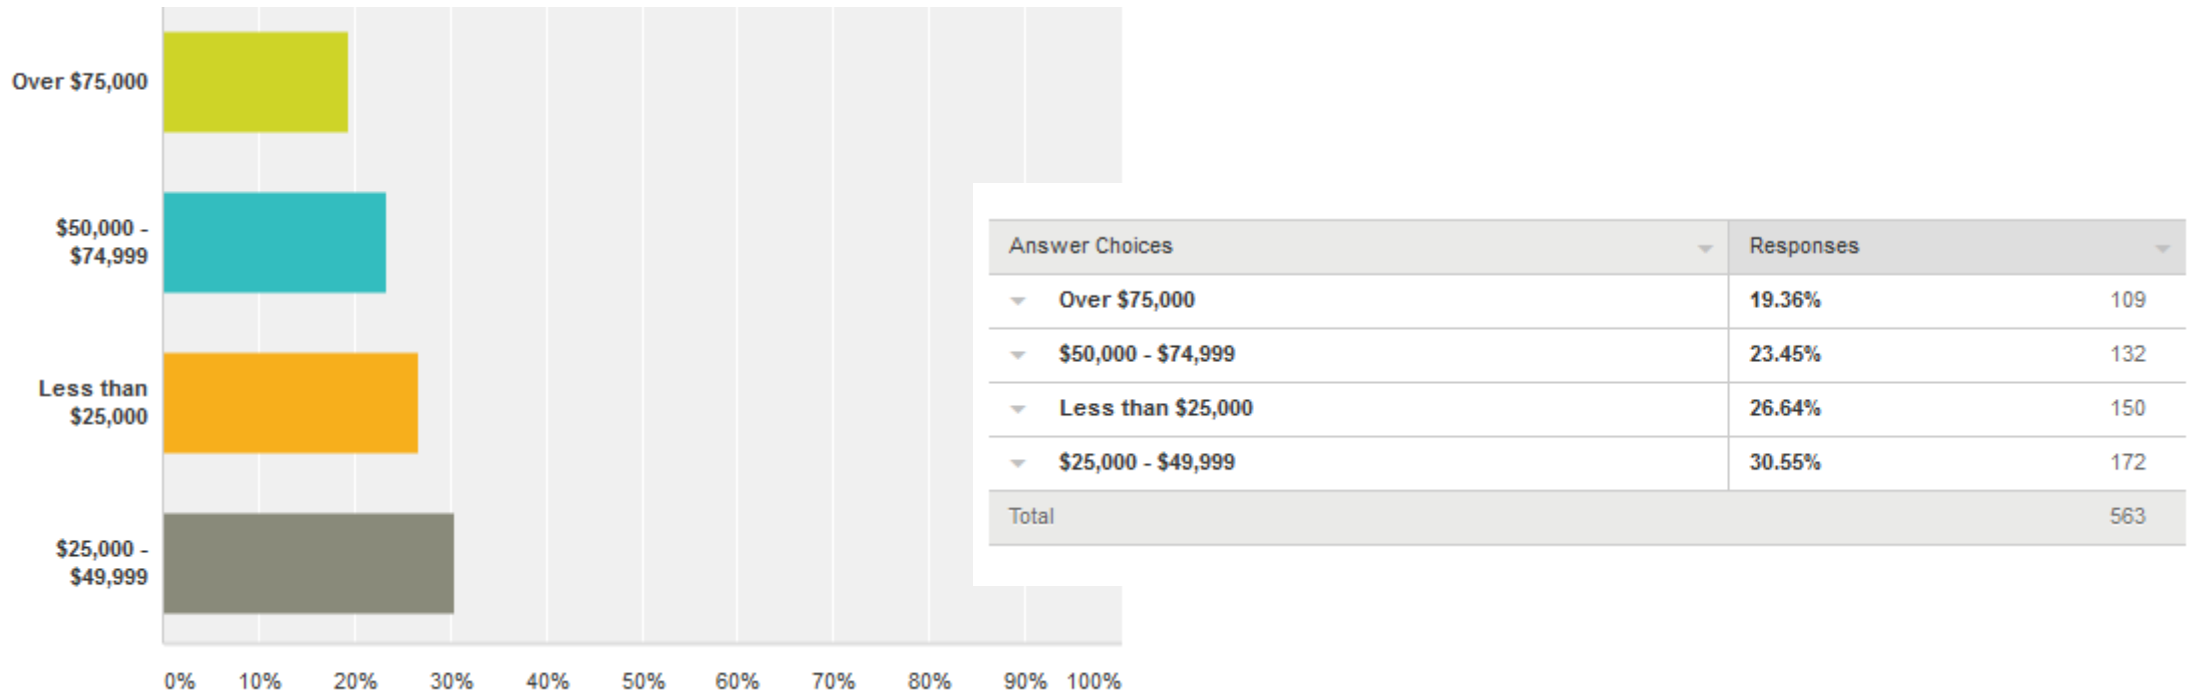 Over $75,000
$50,000 -
$74,999
Less than
$25,000
$25,000 -
$49,999
0% 10% 20% 30% 40% 50% 60% 70% 80% 90% 100%
Answer Choices Responses
Over $75,000 19.36% 109
$50,000 - $74,999 23.45% 132
Less than $25,000 26.64% 150
$25,000 - $49,999 30.55% 172
Total 563